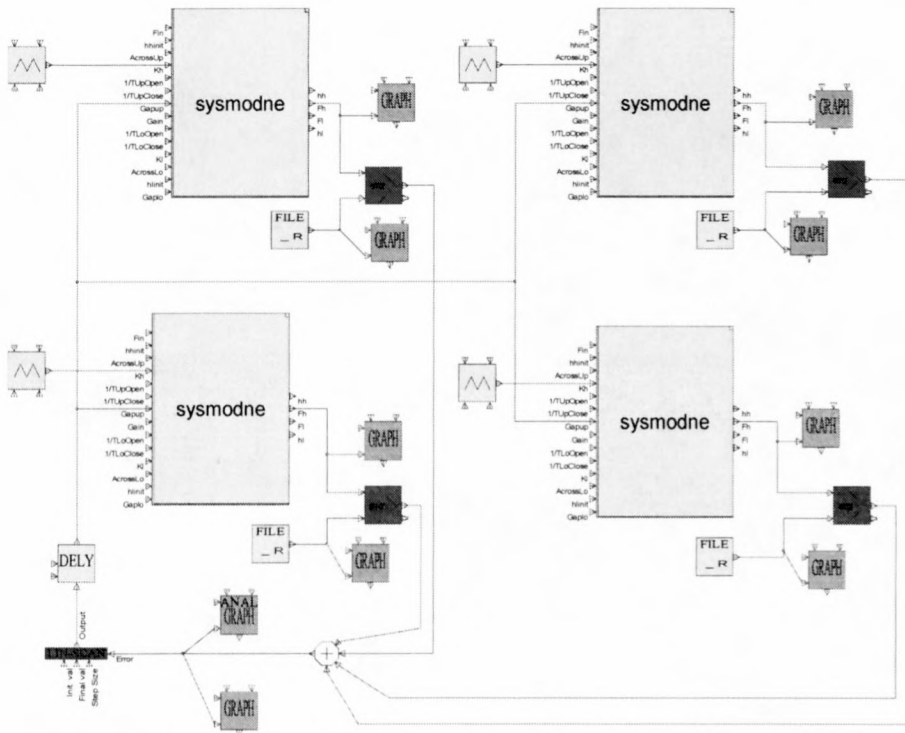 Fin
hhinit
AcrossUp
Kh
1/TUpOpen
1/TUpClose
Gapup
Gain
1/TLoOpen
1/TLoClose
Kl
AcrossLo
hlinit
Gaplo
sysmodne
hh
Fh
Fl
hl
GRAPH
FILE
_ R
GRAPH
Fin
hhinit
AcrossUp
Kh
1/TUpOpen
1/TUpClose
Gapup
Gain
1/TLoOpen
1/TLoClose
Kl
AcrossLo
hlinit
Gaplo
sysmodne
hh
Fh
Fl
hl
GRAPH
FILE
_ R
GRAPH
Fin
hhinit
AcrossUp
Kh
1/TUpOpen
1/TUpClose
Gapup
Gain
1/TLoOpen
1/TLoClose
Kl
AcrossLo
hlinit
Gaplo
sysmodne
hh
Fh
Fl
hl
GRAPH
FILE
_ R
GRAPH
Fin
hhinit
AcrossUp
Kh
1/TUpOpen
1/TUpClose
Gapup
Gain
1/TLoOpen
1/TLoClose
Kl
AcrossLo
hlinit
Gaplo
sysmodne
hh
Fh
Fl
hl
GRAPH
FILE
_ R
GRAPH
DELY
Output
LIN-SCAN
Error
Init val
Final val
Step Size
ANAL
GRAPH
GRAPH